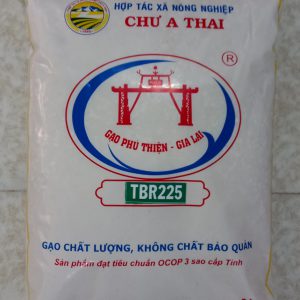 HỢP TÁC XÃ NÔNG NGHIỆP
CHƯ A THAI
®
GẠO PHÚ THIỆN - GIA LAI
TBR225
GẠO CHẤT LƯỢNG, KHÔNG CHẤT BẢO QUẢN
Sản phẩm đạt tiêu chuẩn OCOP 3 sao cấp Tỉnh